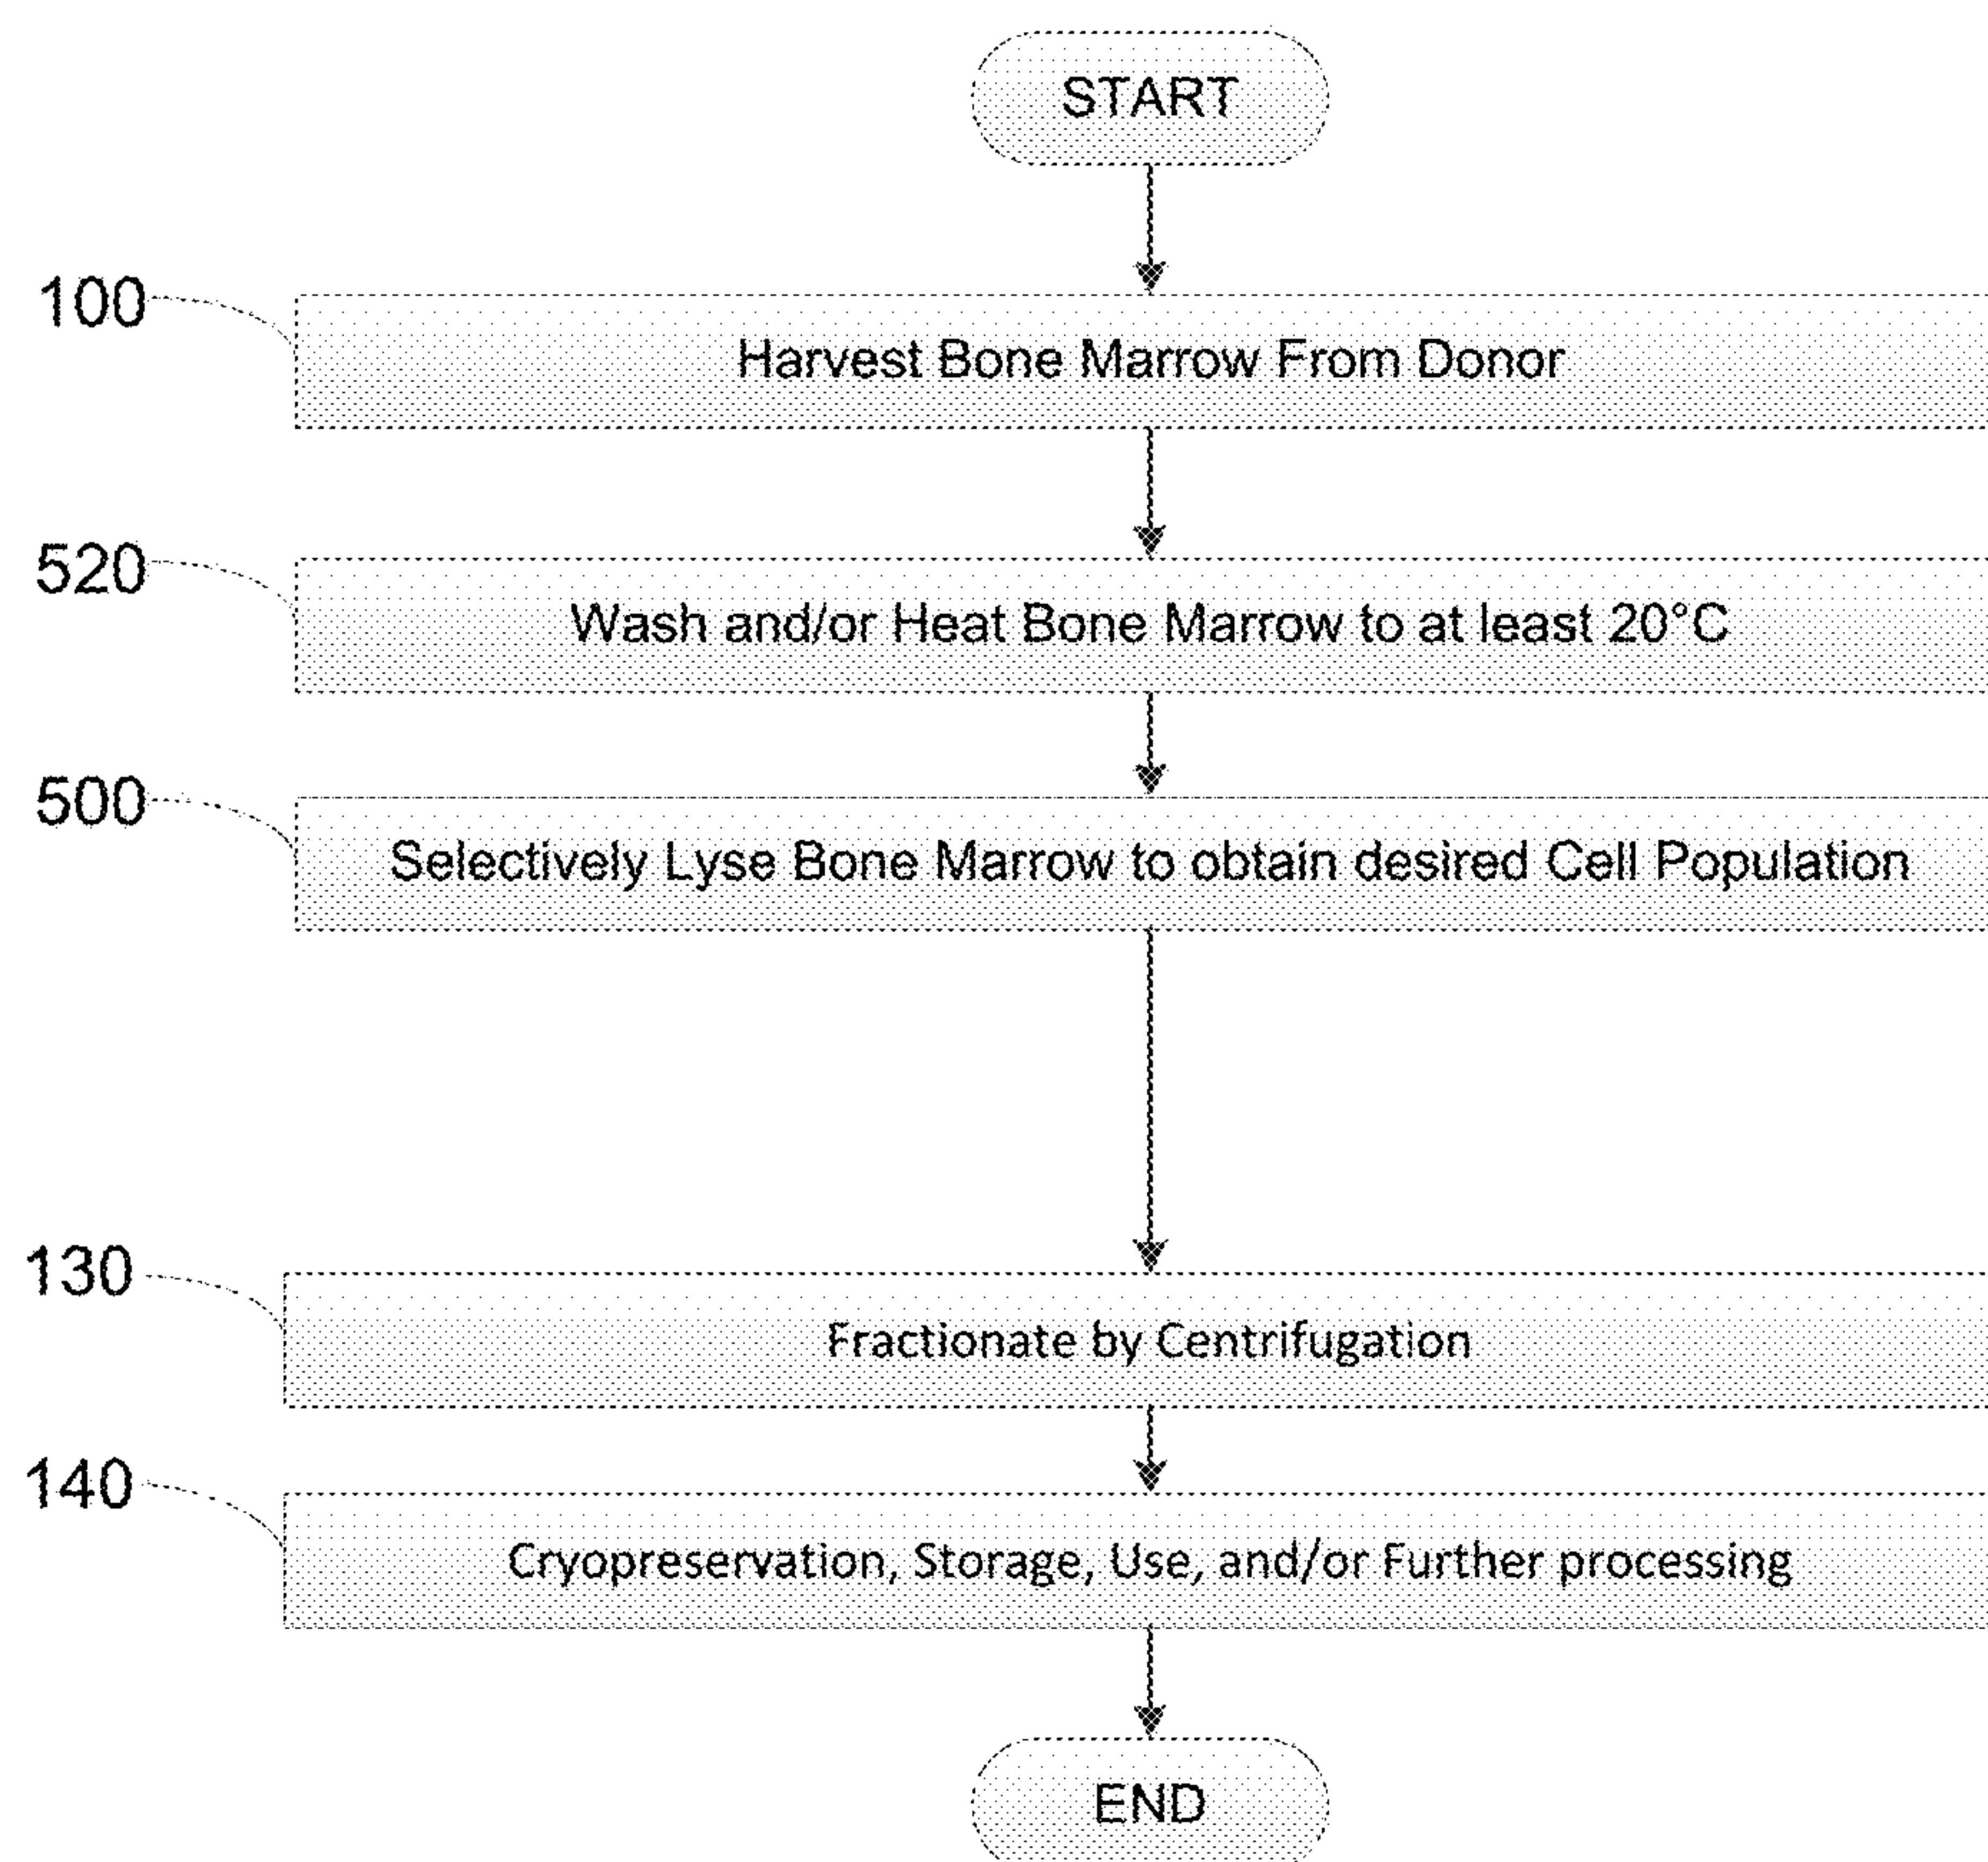 START
100
Harvest Bone Marrow From Donor
520
Wash and/or Heat Bone Marrow to at least 20°C
500
Selectively Lyse Bone Marrow to obtain desired Cell Population
130
Fractionate by Centrifugation
140
Cryopreservation, Storage, Use, and/or Further processing
END